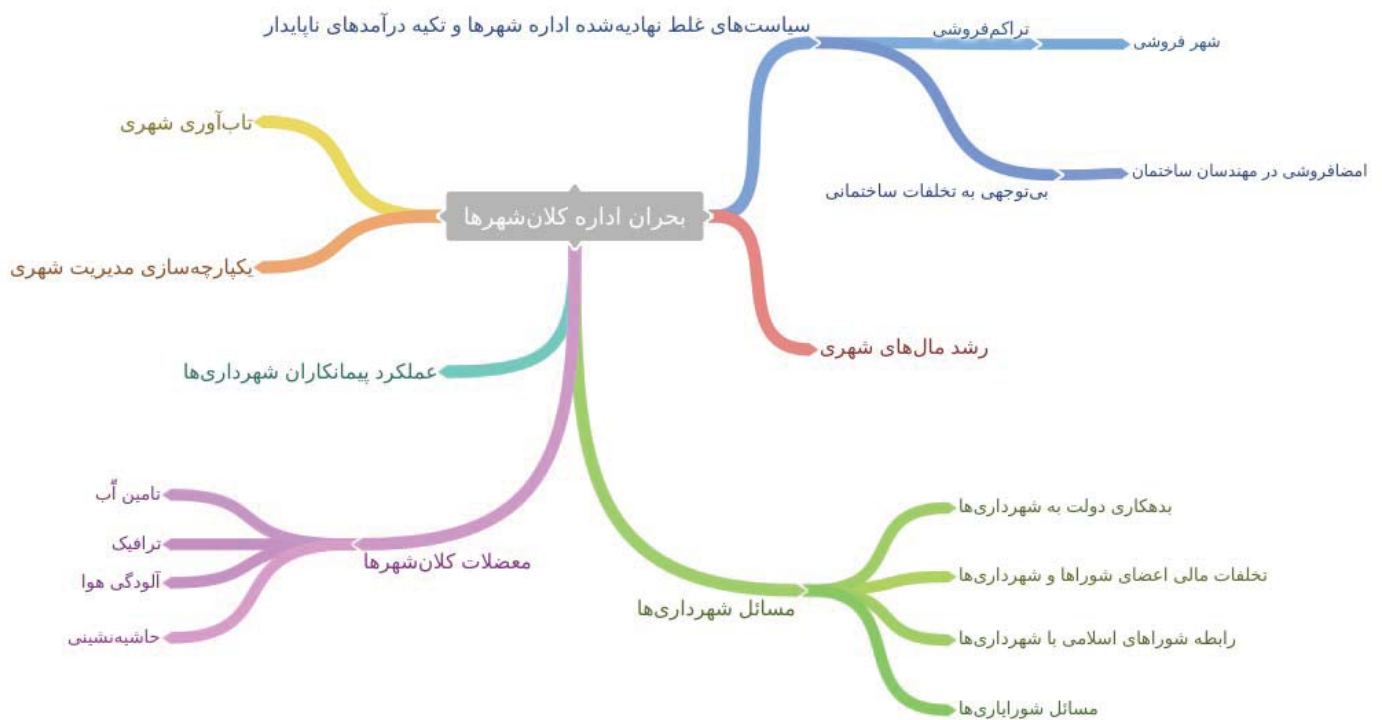 سیاست‌های غلط نهادیه‌شده اداره شهرها و تکیه درآمدهای ناپایدار
تراکم‌فروشی
شهر فروشی
بی‌توجهی به تخلفات ساختمانی
امضافروشی در مهندسان ساختمان
تاب‌آوری شهری
یکپارچه‌سازی مدیریت شهری
بحران اداره کلان‌شهرها
رشد مال‌های شهری
عملکرد پیمانکاران شهرداری‌ها
معضلات کلان‌شهرها
تامین آّب
ترافیک
آلودگی هوا
حاشیه‌نشینی
مسائل شهرداری‌ها
بدهکاری دولت به شهرداری‌ها
تخلفات مالی اعضای شوراها و شهرداری‌ها
رابطه شوراهای اسلامی با شهرداری‌ها
مسائل شورایاری‌ها